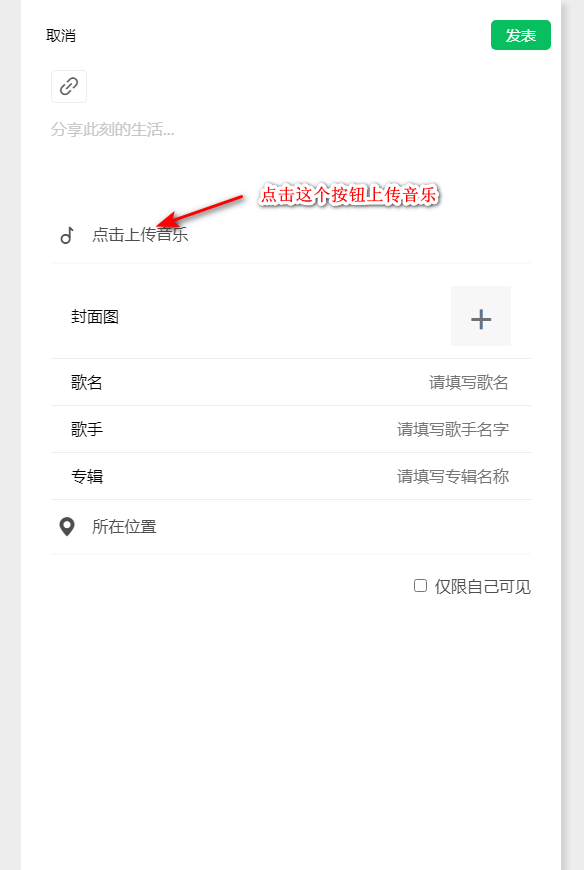 取消
发表
分享此刻的生活...
点击这个按钮上传音乐
点击上传音乐
封面图
歌名 请填写歌名
歌手 请填写歌手名字
专辑 请填写专辑名称
所在位置
仅限自己可见